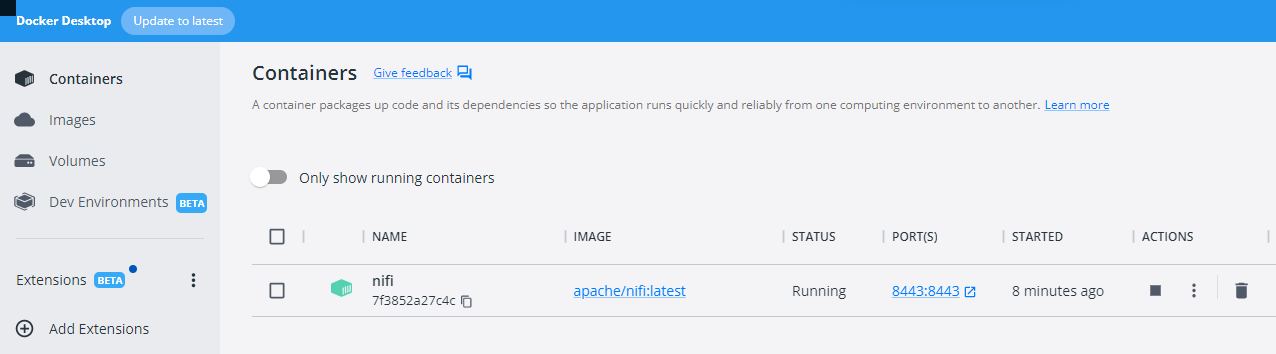 Docker Desktop Update to latest
Containers
Images
Volumes
Dev Environments BETA
Extensions BETA
Add Extensions
Containers Give feedback
A container packages up code and its dependencies so the application runs quickly and reliably from one computing environment to another. Learn more
Only show running containers
NAME IMAGE STATUS PORT(S) STARTED ACTIONS
nifi
7f3852a27c4c apache/nifi:latest Running 8443:8443 8 minutes ago